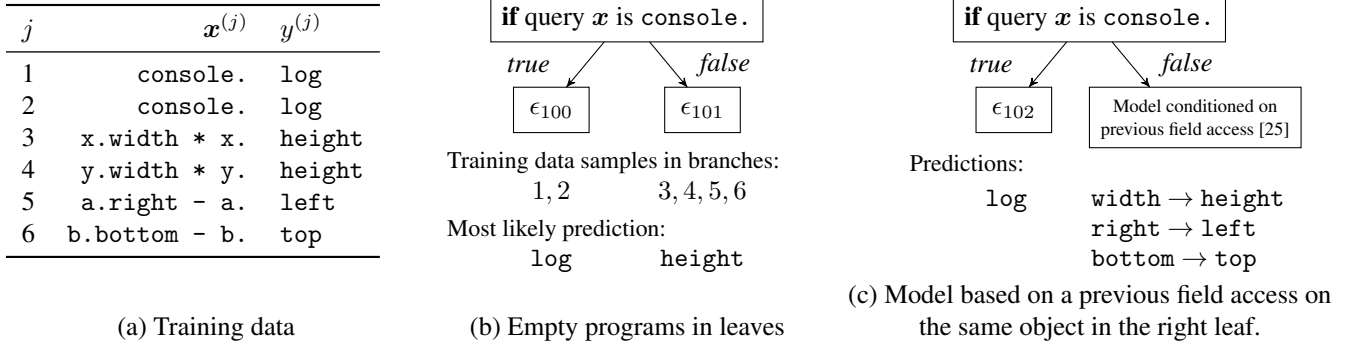 j x^(j) y^(j)
1 console. log
2 console. log
3 x.width * x. height
4 y.width * y. height
5 a.right - a. left
6 b.bottom - b. top
(a) Training data
if query x is console.
true false
ϵ100 ϵ101
Training data samples in branches:
1, 2 3, 4, 5, 6
Most likely prediction:
log height
(b) Empty programs in leaves
if query x is console.
true false
ϵ102
Model conditioned on
previous field access [25]
Predictions:
log width → height
right → left
bottom → top
(c) Model based on a previous field access on
the same object in the right leaf.